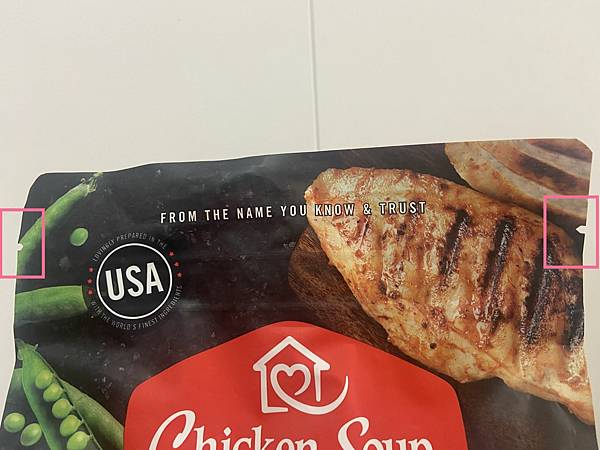 FROM THE NAME YOU KNOW & TRUST
LOVINGLY PREPARED IN THE
USA
WITH THE WORLD'S FINEST INGREDIENTS
Chicken Soup